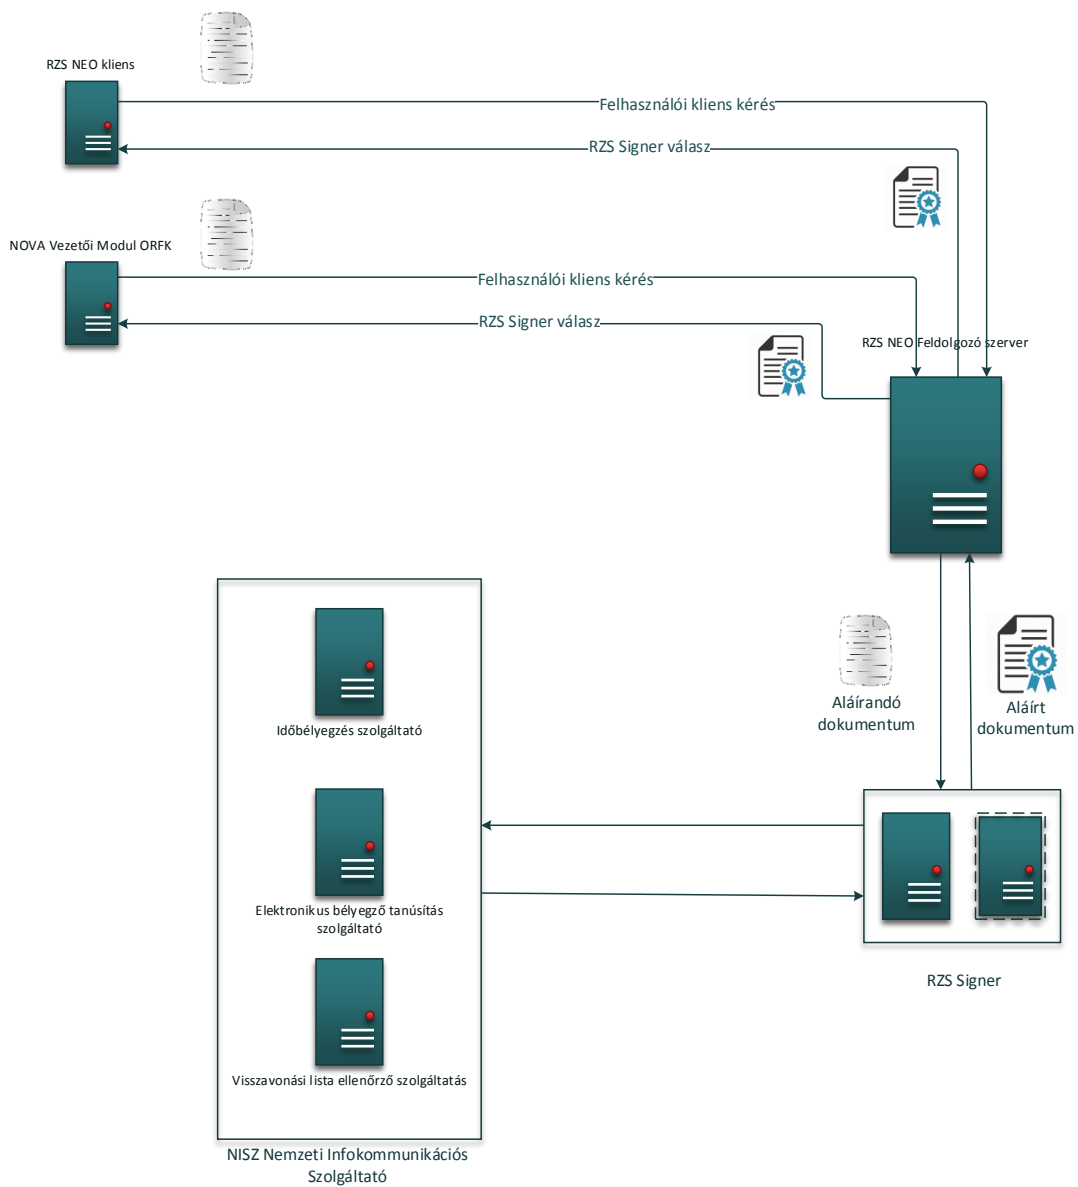 RZS NEO kliens
Felhasználói kliens kérés
RZS Signer válasz
NOVA Vezetői Modul ORFK
Felhasználói kliens kérés
RZS Signer válasz
RZS NEO Feldolgozó szerver
Aláírandó
dokumentum
Aláírt
dokumentum
Időbélyegzés szolgáltató
Elektronikus bélyegző tanúsítás
szolgáltató
RZS Signer
Visszavonási lista ellenőrző szolgáltatás
NISZ Nemzeti Infokommunikációs
Szolgáltató